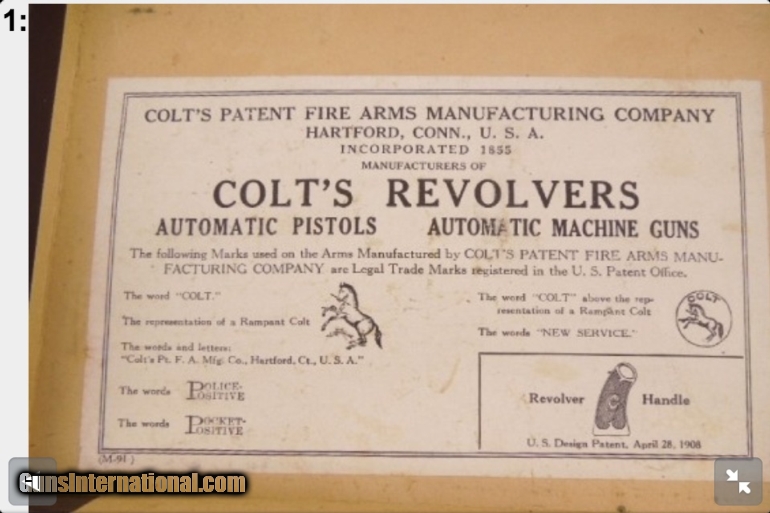 1:
COLT'S PATENT FIRE ARMS MANUFACTURING COMPANY
HARTFORD, CONN., U. S. A.
INCORPORATED 1855
MANUFACTURERS OF
COLT'S REVOLVERS
AUTOMATIC PISTOLS AUTOMATIC MACHINE GUNS
The following Marks used on the Arms Manufactured by COLT'S PATENT FIRE ARMS MANU-
FACTURING COMPANY are Legal Trade Marks registered in the U. S. Patent Office.
The word "COLT."
The representation of a Rampant Colt
The words and letters:
"Colt's Pt. F. A. Mfg. Co., Hartford, Ct., U. S. A."
The words POLICE-
POSITIVE
The words POCKET-
POSITIVE
The word "COLT" above the rep-
resentation of a Rampant Colt
COLT
The words "NEW SERVICE."
Revolver Handle
C
U. S. Design Patent, April 28, 1908
(M-91)
GunsInternational.com